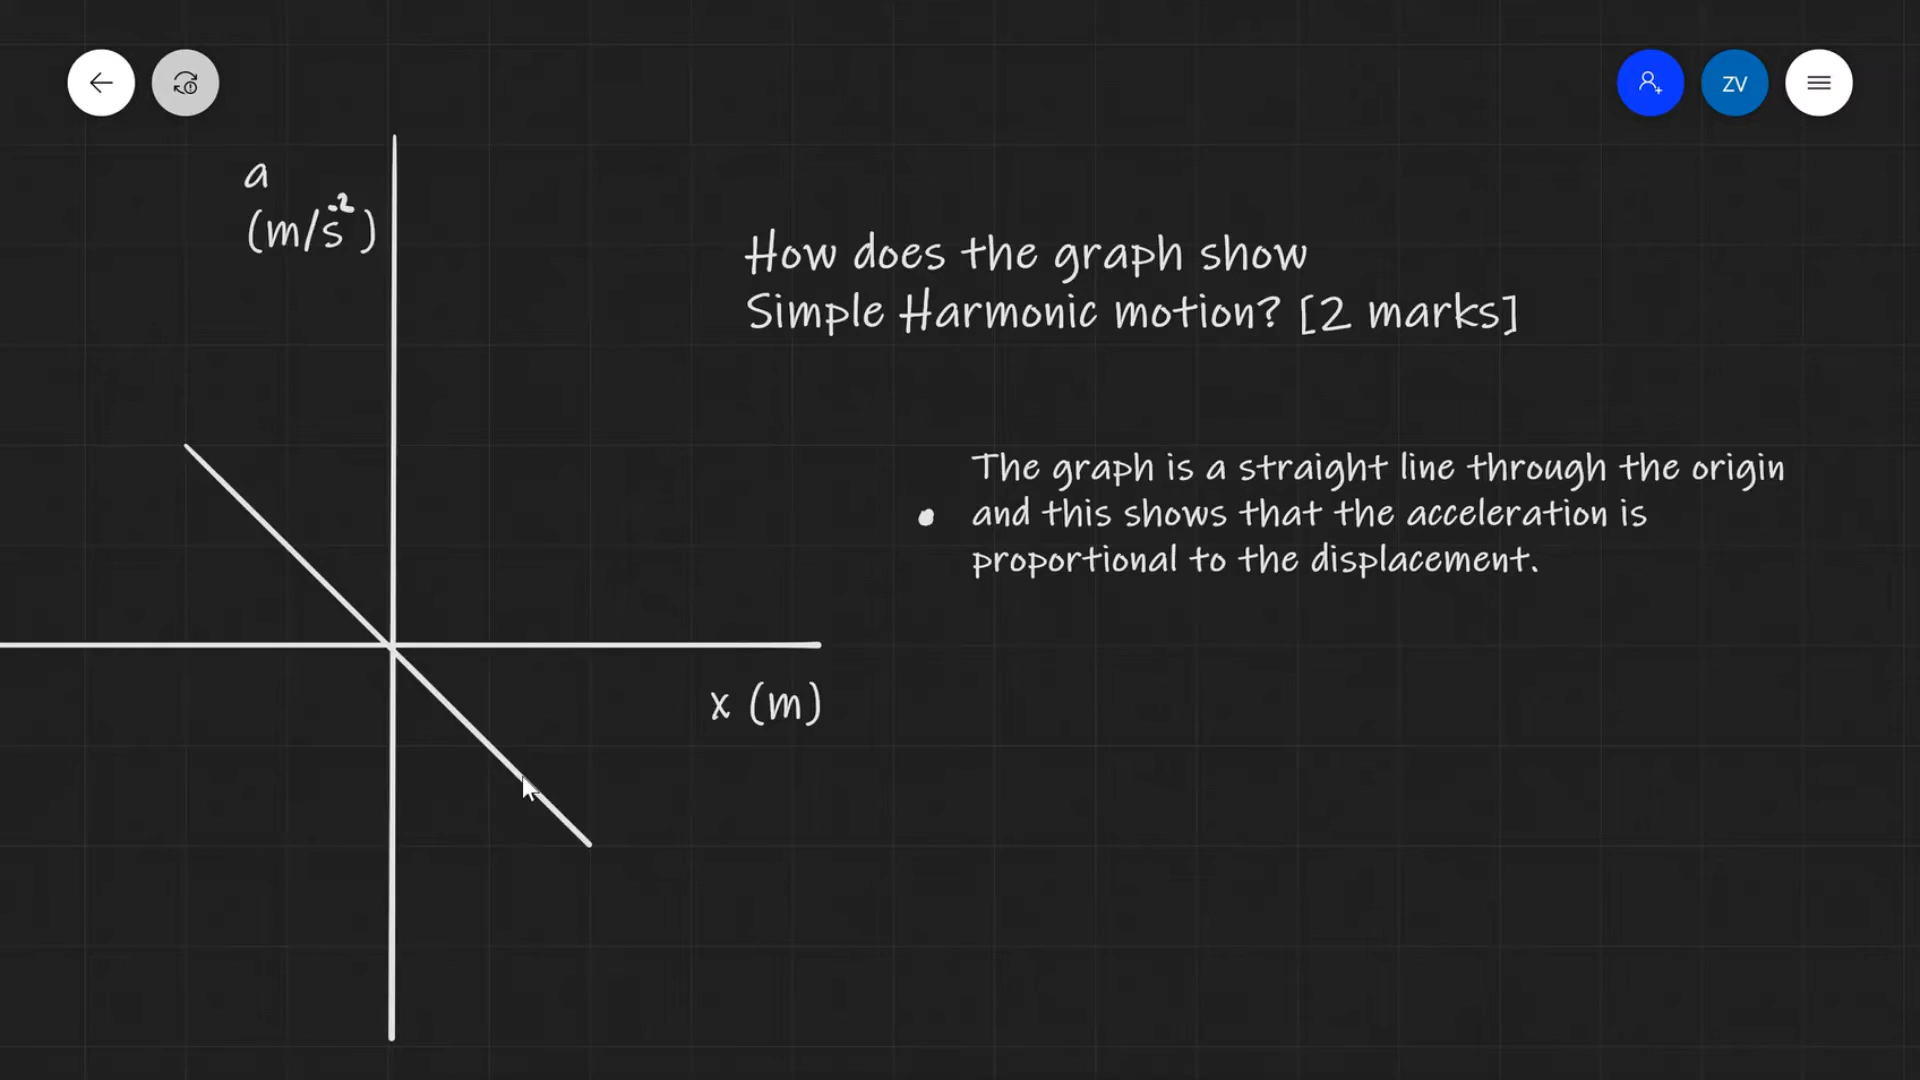 ZV
a
(m/s⁻²)
How does the graph show
Simple Harmonic motion? [2 marks]
The graph is a straight line through the origin
• and this shows that the acceleration is
proportional to the displacement.
x (m)